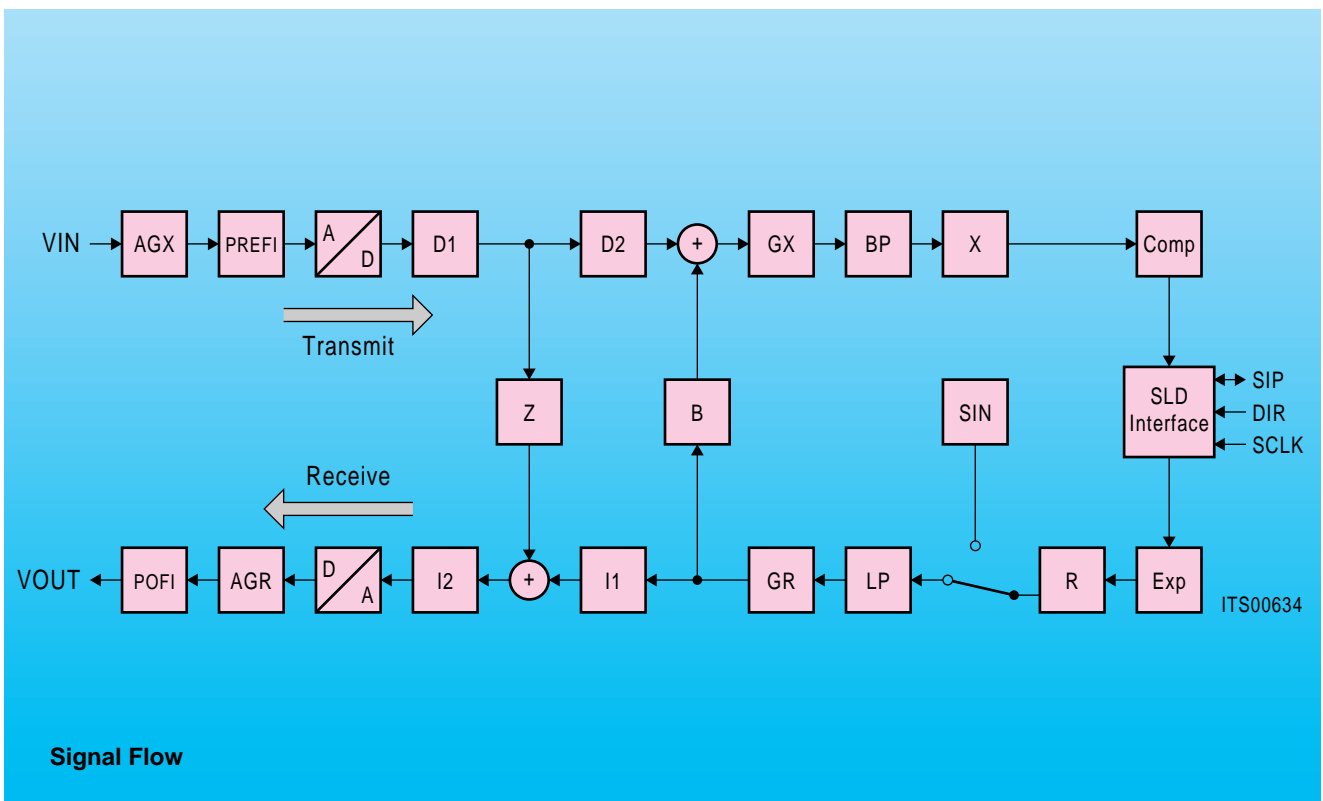 VIN AGX PREFI A D D1 D2 + GX BP X Comp
Transmit
Z B SIN SLD Interface SIP
DIR
SCLK
Receive
VOUT POFI AGR D A I2 + I1 GR LP R Exp
ITS00634
Signal Flow